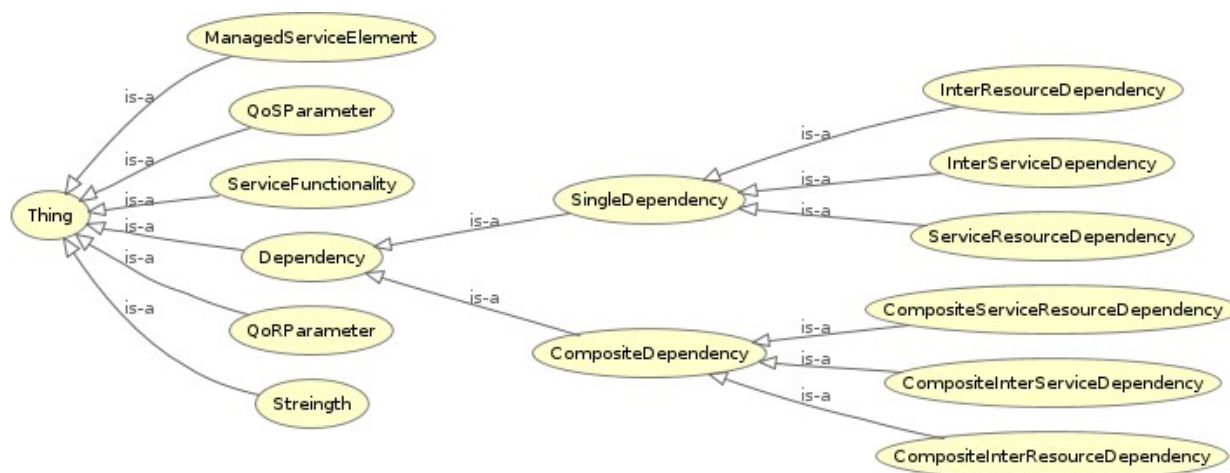 ManagedServiceElement
is-a
QoSParameter
is-a
ServiceFunctionality
is-a
Thing
is-a
Dependency
is-a
QoRParameter
is-a
Streingth
is-a
SingleDependency
is-a
CompositeDependency
is-a
InterResourceDependency
is-a
InterServiceDependency
is-a
ServiceResourceDependency
is-a
CompositeServiceResourceDependency
is-a
CompositeInterServiceDependency
is-a
CompositeInterResourceDependency